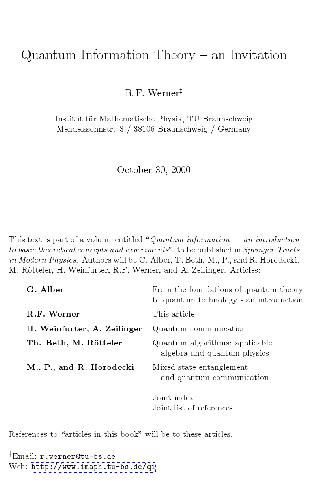 Quantum Information Theory – an Invitation
R.F. Werner‡
Institut für Mathematische Physik, TU Braunschweig
Mendelssohnstr. 3 / 38106 Braunschweig / Germany
October 30, 2000
This text is part of a volume entitled "Quantum information — an introduction
to basic theoretical concepts and experiments", to be published in Springer Tracts
in Modern Physics. Authors will be G. Alber, T. Beth, M., P., and R. Horodecki,
M. Rötteler, H. Weinfurter, R.F. Werner, and A. Zeilinger. Articles:
G. Alber From the foundations of quantum theory
to quantum technology - an introduction
R.F. Werner This article
H. Weinfurter, A. Zeilinger Quantum communication
Th. Beth, M. Rötteler Quantum algorithms: applicable
algebra and quantum physics
M., P., and R. Horodecki Mixed state entanglement
and quantum communication
Joint index
Joint list of references
References to "articles in this book" will be to these articles.
‡Email: r.werner@tu-bs.de
Web: http://www.imaph.tu-bs.de/qi